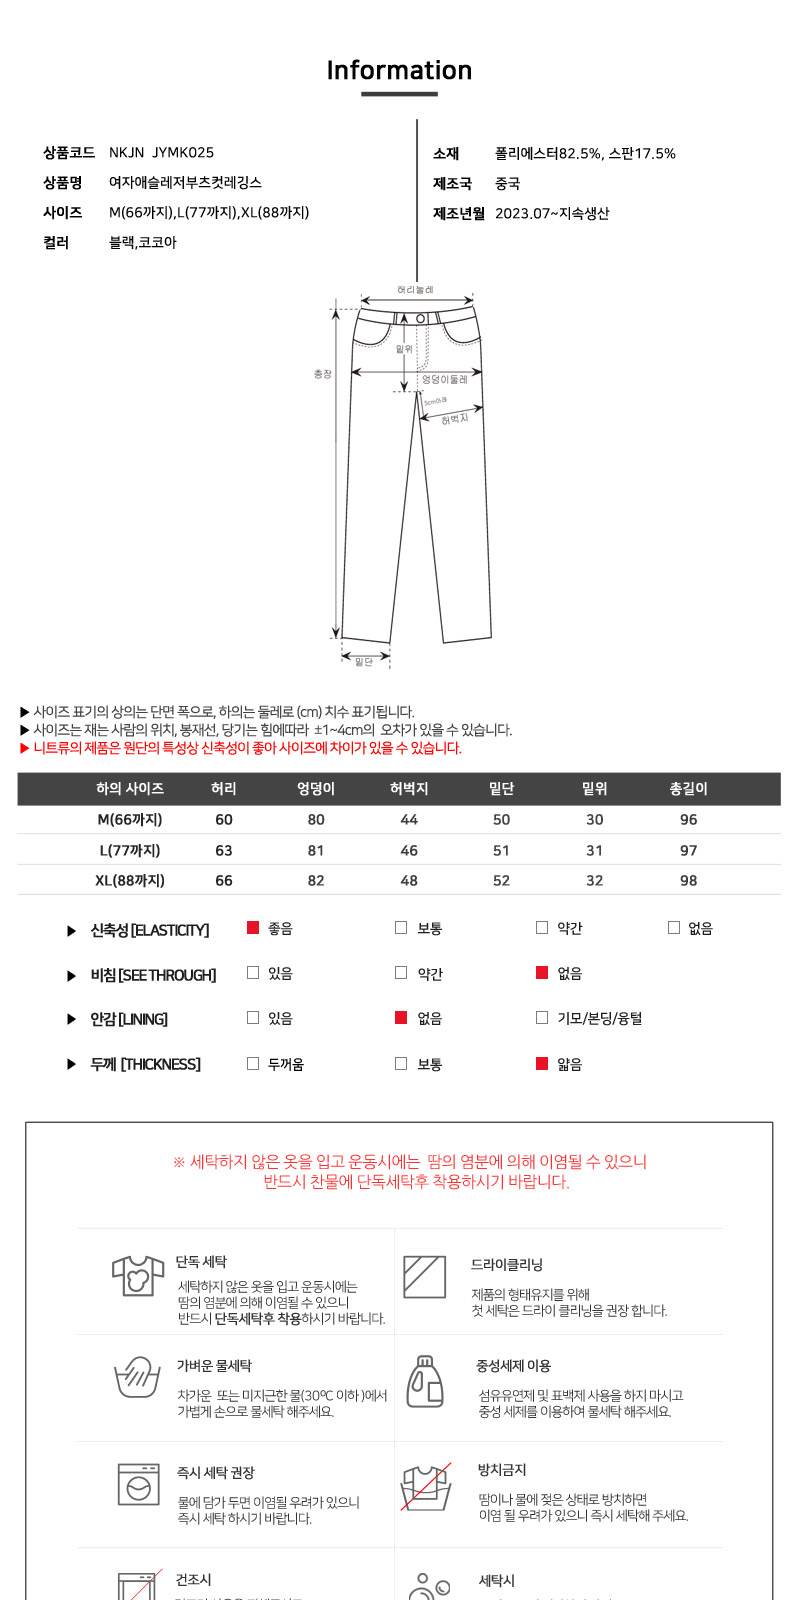 Information
상품코드 NKJN JYMK025
상품명 여자애슬레저부츠컷레깅스
사이즈 M(66까지),L(77까지),XL(88까지)
컬러 블랙,코코아
소재 폴리에스터82.5%, 스판17.5%
제조국 중국
제조년월 2023.07~지속생산
허리둘레
밑위
총장
엉덩이둘레
5cm아래
허벅지
밑단
▶ 사이즈 표기의 상의는 단면 폭으로, 하의는 둘레로 (cm) 치수 표기됩니다.
▶ 사이즈는 재는 사람의 위치, 봉재선, 당기는 힘에따라 ±1~4cm의 오차가 있을 수 있습니다.
▶ 니트류의 제품은 원단의 특성상 신축성이 좋아 사이즈에 차이가 있을 수 있습니다.
하의 사이즈 허리 엉덩이 허벅지 밑단 밑위 총길이
M(66까지) 60 80 44 50 30 96
L(77까지) 63 81 46 51 31 97
XL(88까지) 66 82 48 52 32 98
▶ 신축성 [ELASTICITY] 좋음 보통 약간 없음
▶ 비침 [SEE THROUGH] 있음 약간 없음
▶ 안감 [LINING] 있음 없음 기모/본딩/융털
▶ 두께 [THICKNESS] 두꺼움 보통 얇음
※ 세탁하지 않은 옷을 입고 운동시에는 땀의 염분에 의해 이염될 수 있으니
반드시 찬물에 단독세탁후 착용하시기 바랍니다.
단독 세탁
세탁하지 않은 옷을 입고 운동시에는
땀의 염분에 의해 이염될 수 있으니
반드시 단독세탁후 착용하시기 바랍니다.
드라이클리닝
제품의 형태유지를 위해
첫 세탁은 드라이 클리닝을 권장 합니다.
가벼운 물세탁
차가운 또는 미지근한 물(30℃ 이하 )에서
가볍게 손으로 물세탁 해주세요.
중성세제 이용
섬유유연제 및 표백제 사용을 하지 마시고
중성 세제를 이용하여 물세탁 해주세요.
즉시 세탁 권장
물에 담가 두면 이염될 우려가 있으니
즉시 세탁 하시기 바랍니다.
방치금지
땀이나 물에 젖은 상태로 방치하면
이염 될 우려가 있으니 즉시 세탁해 주세요.
건조시
세탁시